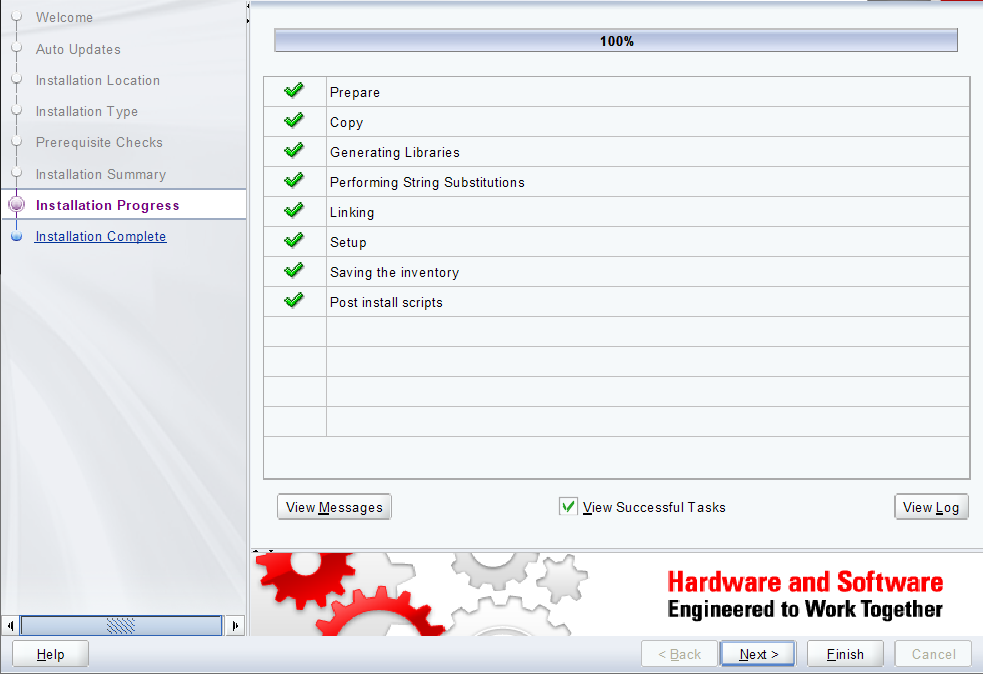 Welcome
Auto Updates
Installation Location
Installation Type
Prerequisite Checks
Installation Summary
Installation Progress
Installation Complete
100%
Prepare
Copy
Generating Libraries
Performing String Substitutions
Linking
Setup
Saving the inventory
Post install scripts
View Messages
View Successful Tasks
View Log
Hardware and Software
Engineered to Work Together
Help
< Back
Next >
Finish
Cancel